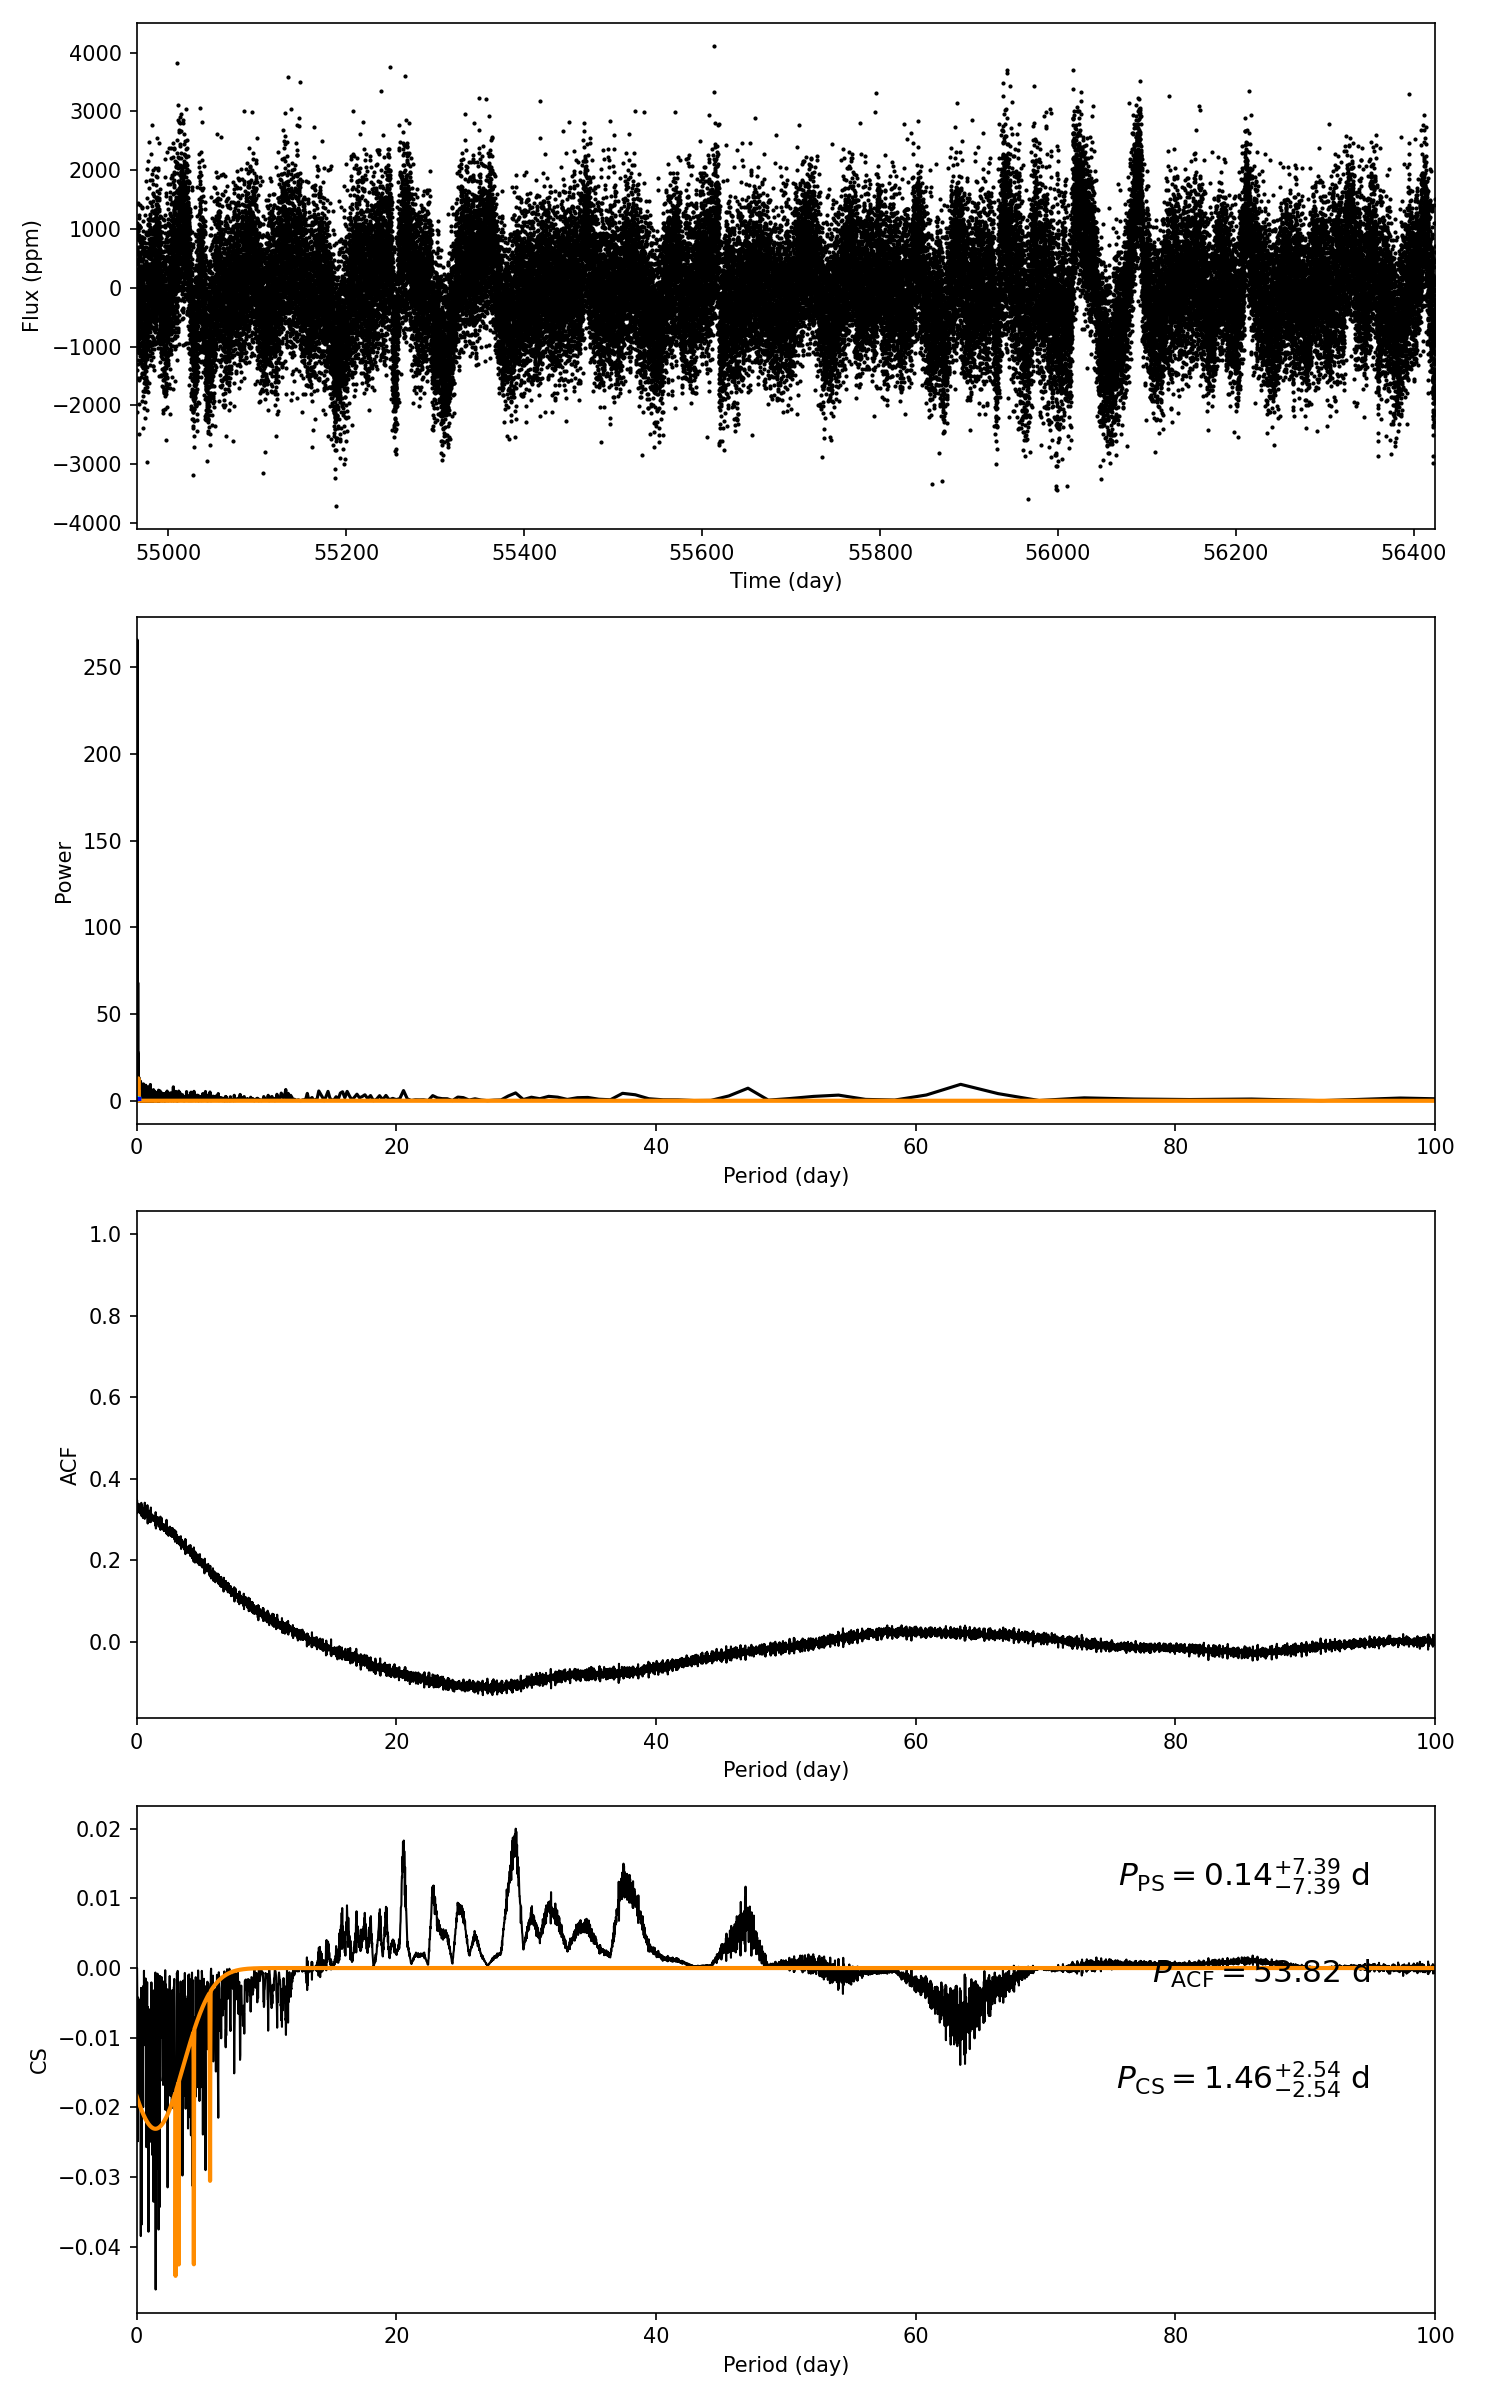 4000
3000
2000
1000
0
−1000
−2000
−3000
−4000
Flux (ppm)
55000 55200 55400 55600 55800 56000 56200 56400
Time (day)
250
200
150
100
50
0
Power
0 20 40 60 80 100
Period (day)
1.0
0.8
0.6
0.4
0.2
0.0
ACF
0 20 40 60 80 100
Period (day)
0.02
0.01
0.00
−0.01
−0.02
−0.03
−0.04
CS
P_PS = 0.14^{+7.39}_{−7.39} d
P_ACF = 53.82 d
P_CS = 1.46^{+2.54}_{−2.54} d
0 20 40 60 80 100
Period (day)